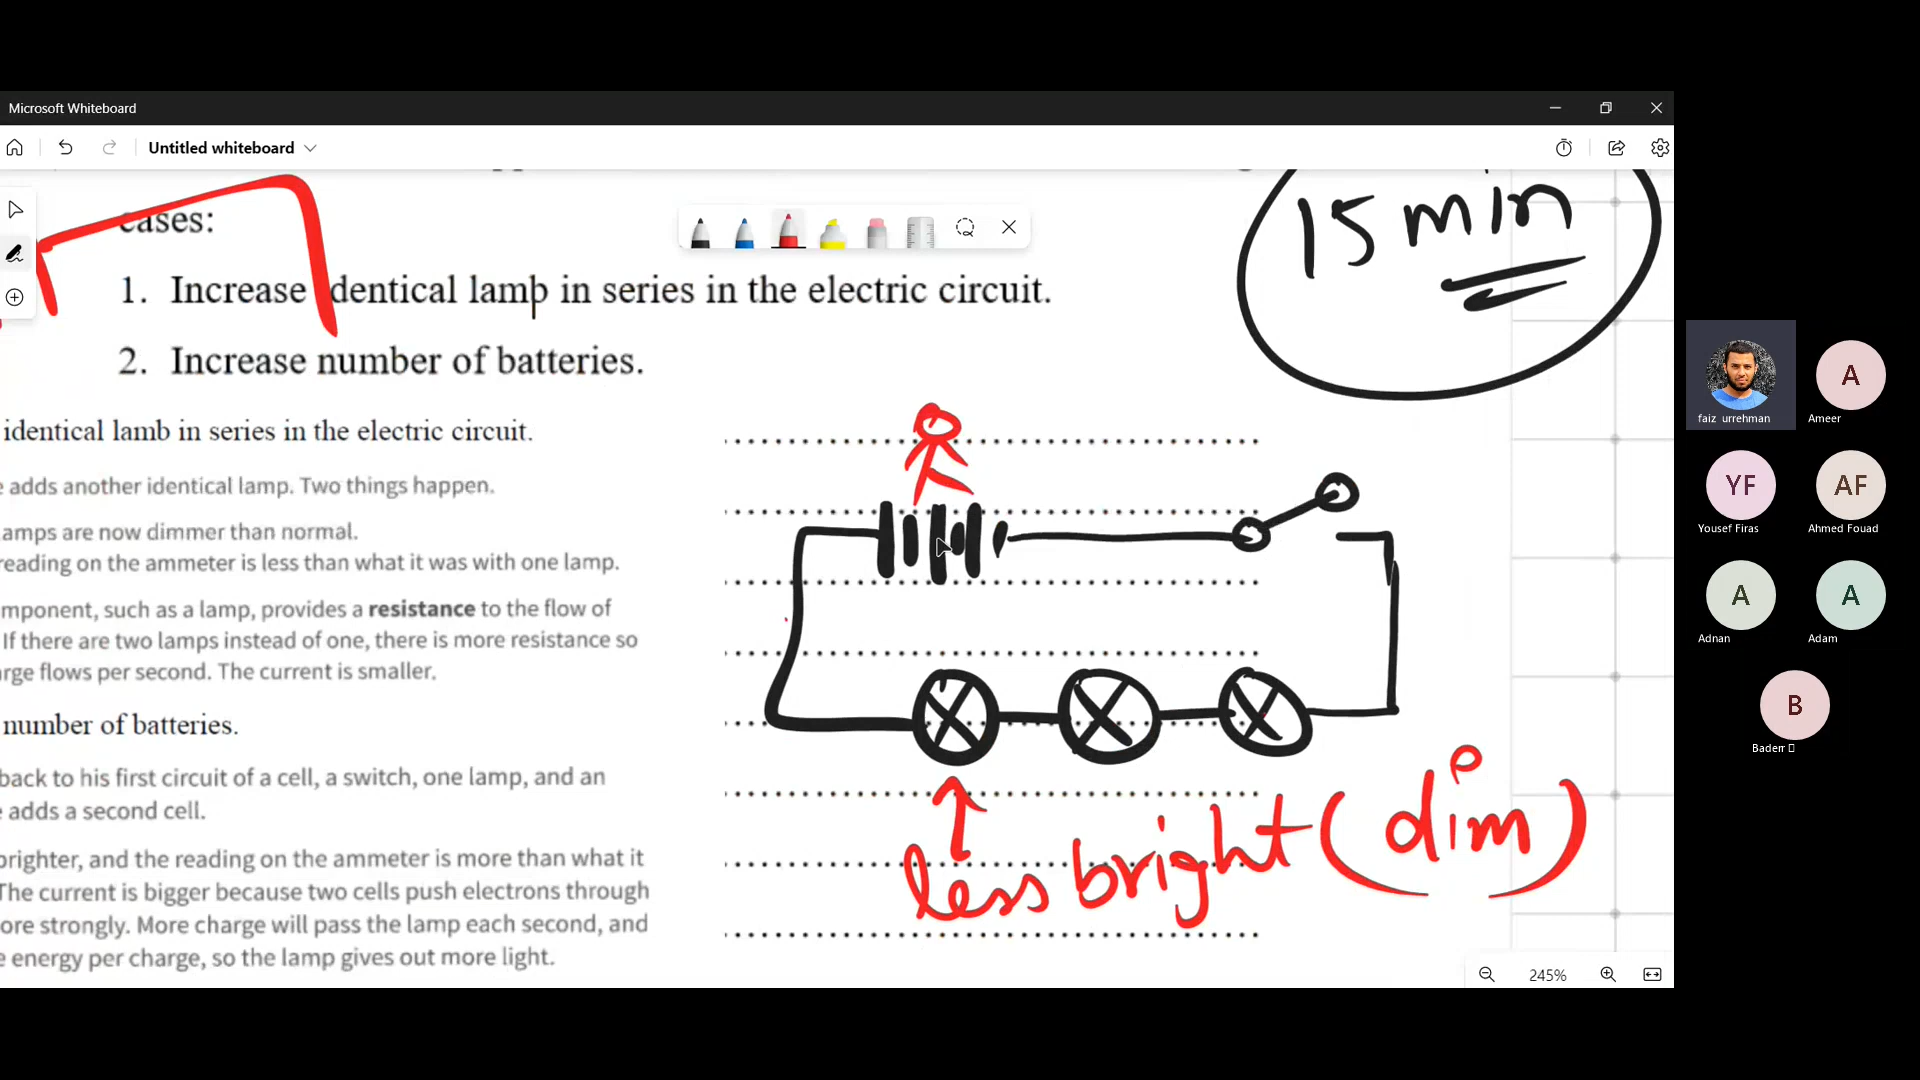 Microsoft Whiteboard
Untitled whiteboard
cases:
15 min
1. Increase identical lamb in series in the electric circuit.
2. Increase number of batteries.
identical lamb in series in the electric circuit.
adds another identical lamp. Two things happen.
amps are now dimmer than normal.
reading on the ammeter is less than what it was with one lamp.
mponent, such as a lamp, provides a resistance to the flow of
If there are two lamps instead of one, there is more resistance so
rge flows per second. The current is smaller.
number of batteries.
back to his first circuit of a cell, a switch, one lamp, and an
adds a second cell.
brighter, and the reading on the ammeter is more than what it
The current is bigger because two cells push electrons through
ore strongly. More charge will pass the lamp each second, and
energy per charge, so the lamp gives out more light.
less bright (dim)
245%
faiz urrehman
A
Ameer
YF
Yousef Firas
AF
Ahmed Fouad
A
Adnan
A
Adam
B
Baderr